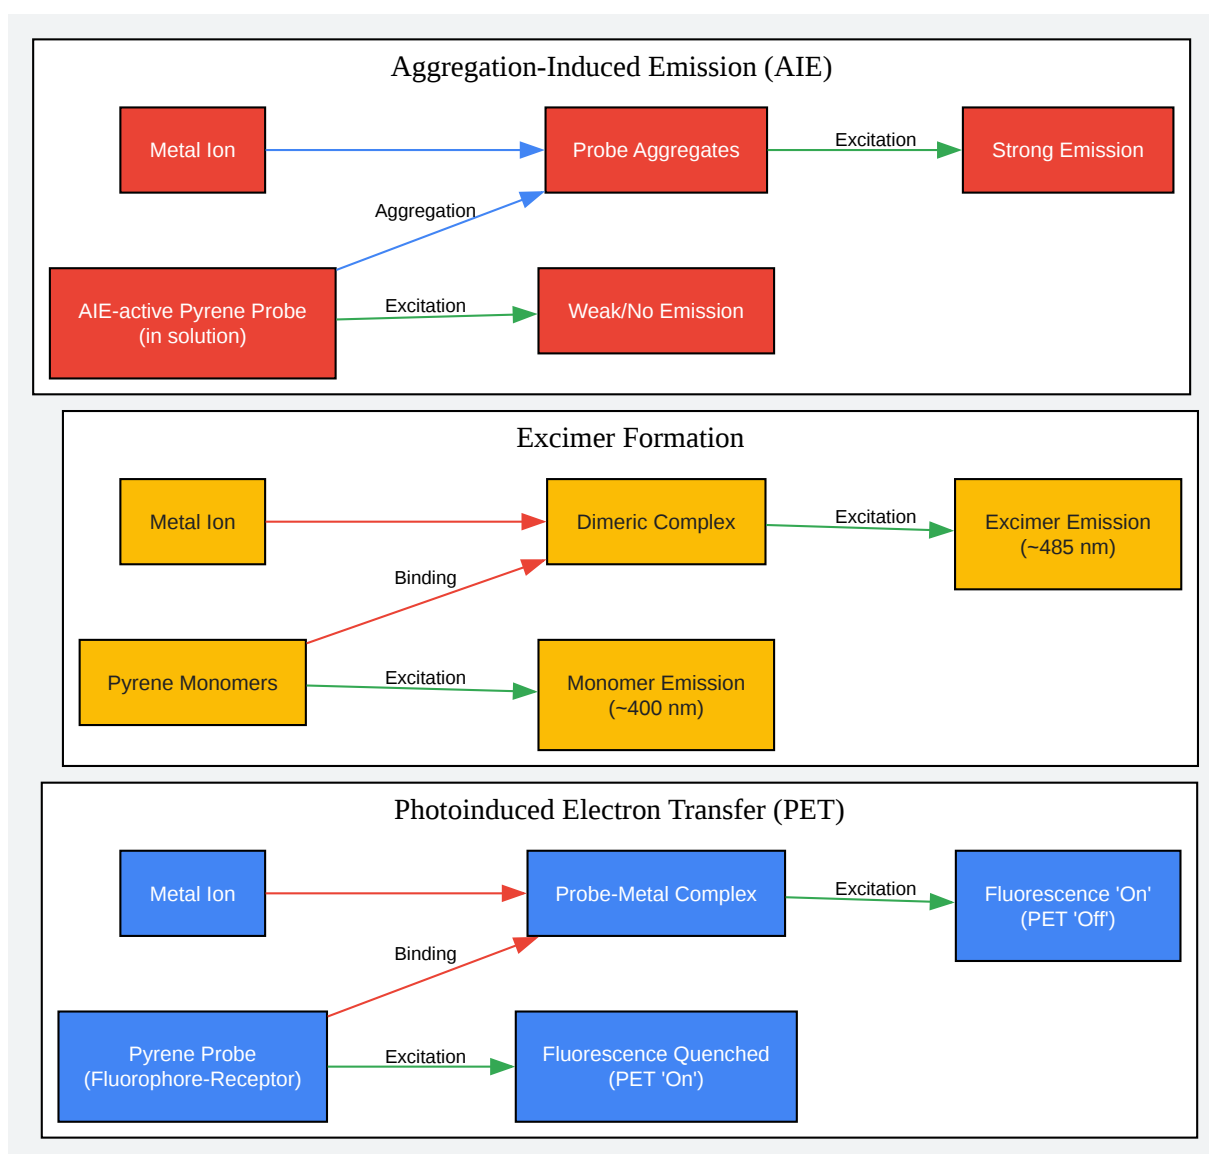 Aggregation-Induced Emission (AIE)
Metal Ion
Probe Aggregates
Excitation
Strong Emission
Aggregation
AIE-active Pyrene Probe
(in solution)
Excitation
Weak/No Emission
Excimer Formation
Metal Ion
Dimeric Complex
Excitation
Excimer Emission
(~485 nm)
Binding
Pyrene Monomers
Excitation
Monomer Emission
(~400 nm)
Photoinduced Electron Transfer (PET)
Metal Ion
Probe-Metal Complex
Excitation
Fluorescence 'On'
(PET 'Off')
Binding
Pyrene Probe
(Fluorophore-Receptor)
Excitation
Fluorescence Quenched
(PET 'On')